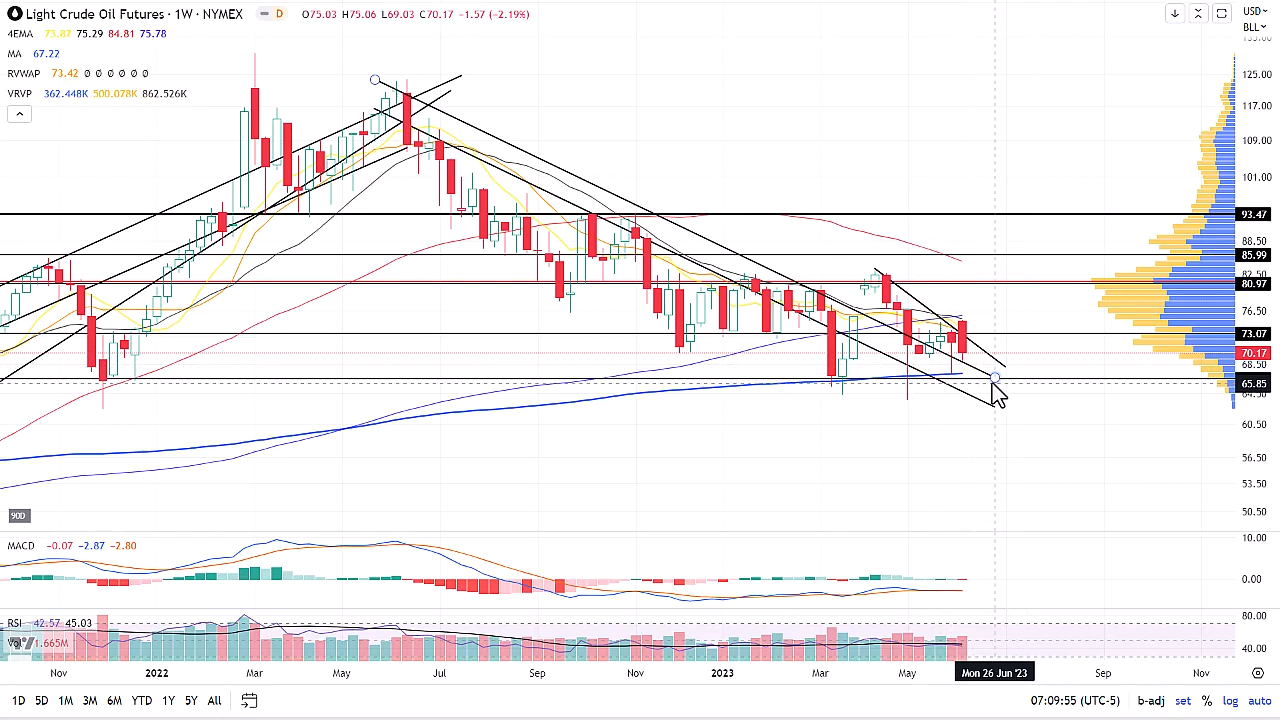 Light Crude Oil Futures · 1W · NYMEX D O75.03 H75.06 L69.03 C70.17 −1.57 (−2.19%) USD
BLL
4EMA 73.87 75.29 84.81 75.78
MA 67.22
RVWAP 73.42 ∅ ∅ ∅ ∅ ∅ ∅
VRVP 362.448K 500.078K 862.526K
125.00
117.00
109.00
101.00
93.47
88.50
85.99
82.50
80.97
76.50
73.07
70.17
68.50
65.85
64.50
60.50
56.50
53.50
50.50
90D
MACD −0.07 −2.87 −2.80
10.00
0.00
RSI 42.57 45.03
80.00
1.665M
40.00
Nov 2022 Mar May Jul Sep Nov 2023 Mar May Mon 26 Jun '23 Sep Nov
1D 5D 1M 3M 6M YTD 1Y 5Y All 07:09:55 (UTC-5) b-adj set % log auto